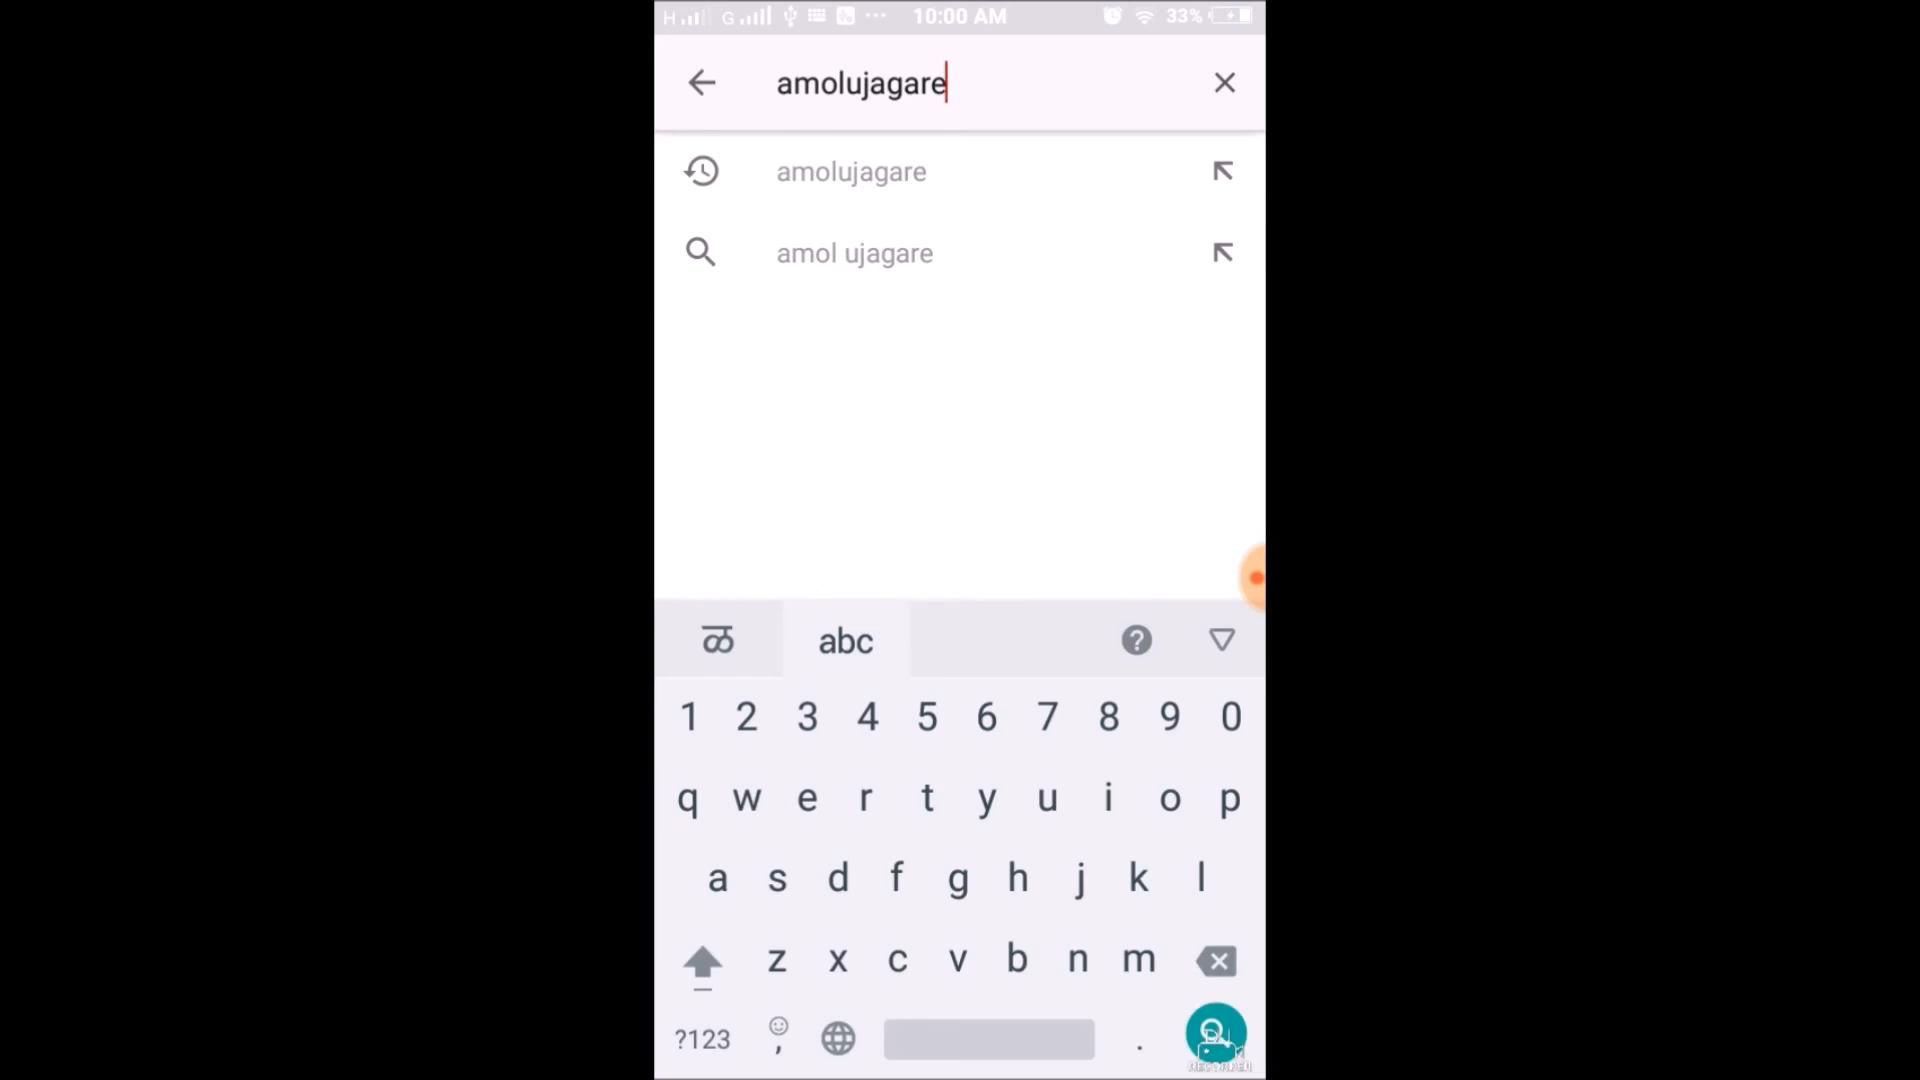 H G 10:00 AM 33%
amolujagare
amolujagare
amol ujagare
ळ abc
1 2 3 4 5 6 7 8 9 0
q w e r t y u i o p
a s d f g h j k l
z x c v b n m
?123 , .
RECORDER